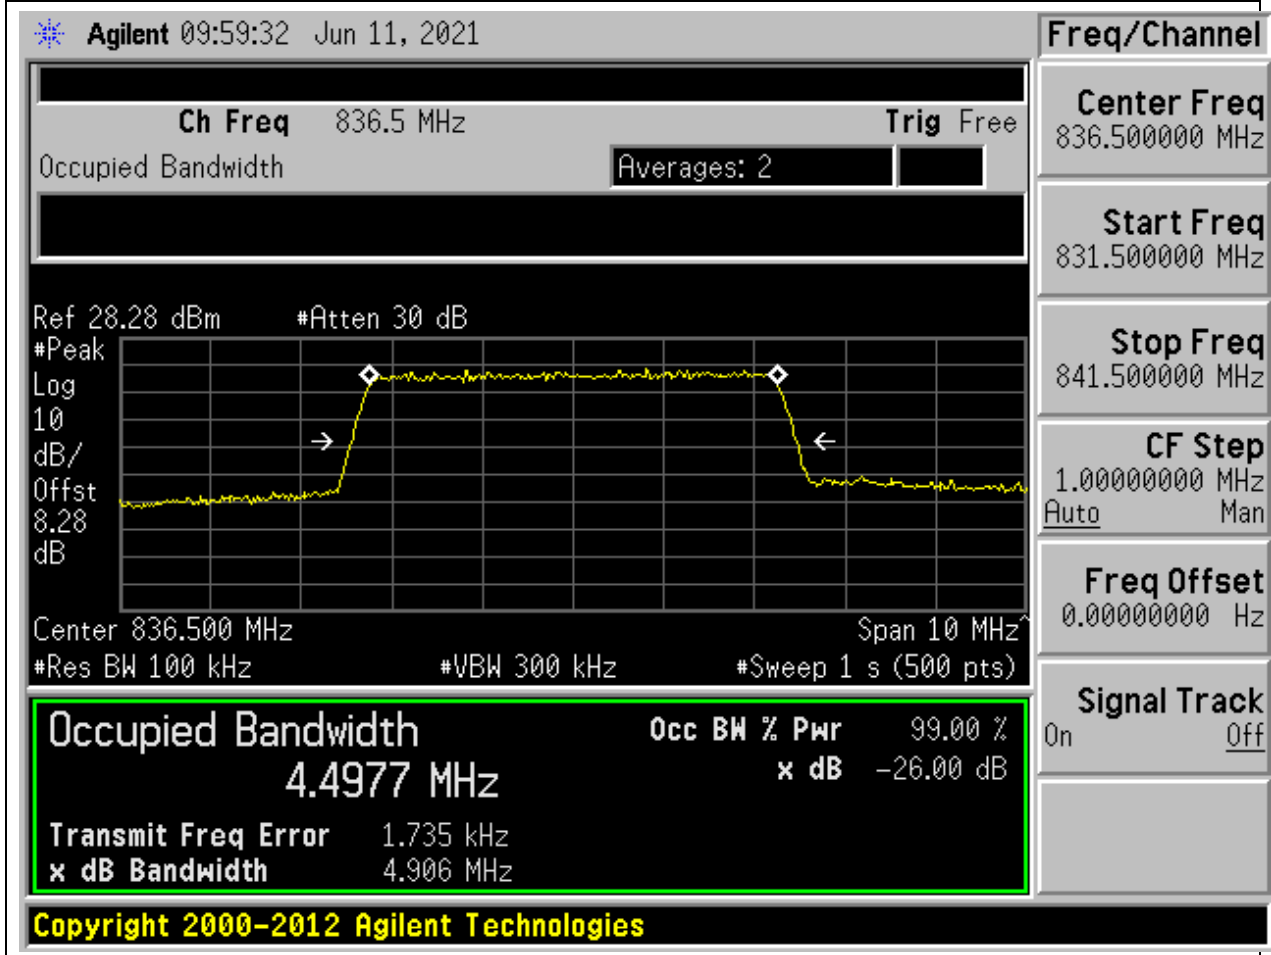 Agilent 09:59:32 Jun 11, 2021
Freq/Channel
Ch Freq 836.5 MHz Trig Free
Occupied Bandwidth Averages: 2
Center Freq
836.500000 MHz
Start Freq
831.500000 MHz
Stop Freq
841.500000 MHz
CF Step
1.00000000 MHz
Auto Man
Freq Offset
0.00000000 Hz
Signal Track
On Off
Ref 28.28 dBm #Atten 30 dB
#Peak
Log
10
dB/
Offst
8.28
dB
Center 836.500 MHz Span 10 MHz^
#Res BW 100 kHz #VBW 300 kHz #Sweep 1 s (500 pts)
Occupied Bandwidth
4.4977 MHz
Occ BW % Pwr 99.00 %
x dB -26.00 dB
Transmit Freq Error 1.735 kHz
x dB Bandwidth 4.906 MHz
Copyright 2000-2012 Agilent Technologies